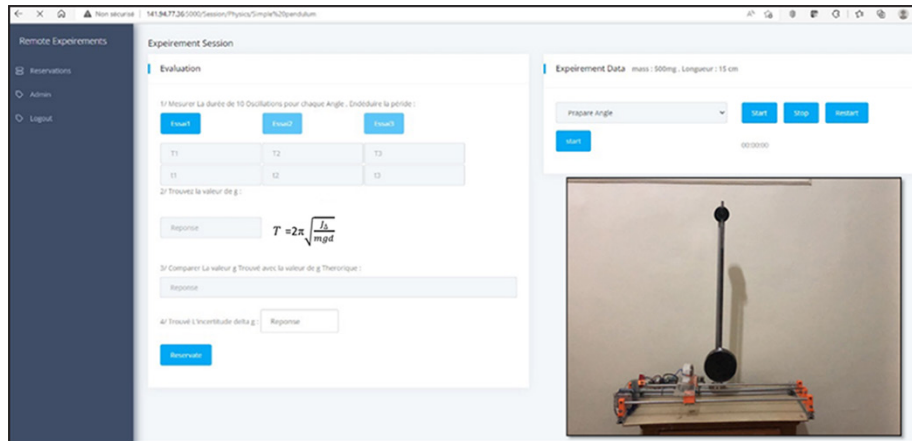 Non sécurisé | 141.94.77.36:5000/Session/Physics/Simple%20pendulum
Remote Expeirements
Reservations
Admin
Logout
Expeirement Session
Evaluation
1/ Mesurer La durée de 10 Oscillations pour chaque Angle , Endéduire la péride :
Essai1 Essai2 Essai3
T1 T2 T3
t1 t2 t3
2/ Trouvez la valeur de g :
Reponse
T =2π√(J_Δ/mgd)
3/ Comparer La valeur g Trouvé avec la valeur de g Therorique :
Reponse
4/ Trouvé L'incertitude delta g : Reponse
Reservate
Expeirement Data mass : 500mg , Longueur : 15 cm
Prapare Angle Start Stop Restart
start 00:00:00